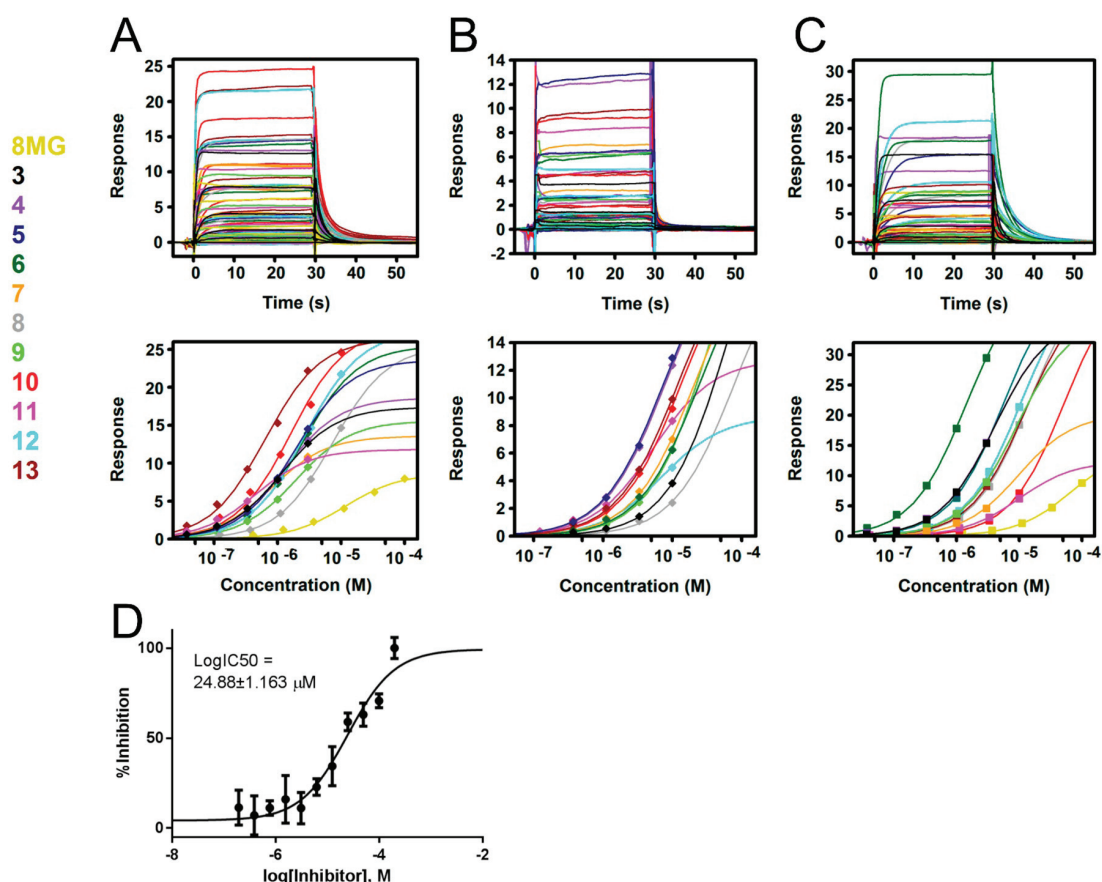 A
B
C
8MG
3
4
5
6
7
8
9
10
11
12
13
25
20
15
10
5
0
Response
0 10 20 30 40 50
Time (s)
14
12
10
8
6
4
2
0
-2
Response
0 10 20 30 40 50
Time (s)
30
25
20
15
10
5
0
Response
0 10 20 30 40 50
Time (s)
25
20
15
10
5
0
Response
10 -7 10 -6 10 -5 10 -4
Concentration (M)
14
12
10
8
6
4
2
0
Response
10 -7 10 -6 10 -5 10 -4
Concentration (M)
30
25
20
15
10
5
0
Response
10 -7 10 -6 10 -5 10 -4
Concentration (M)
D
LogIC50 =
24.88±1.163 μM
100
50
0
%Inhibition
-8 -6 -4 -2
log[Inhibitor], M